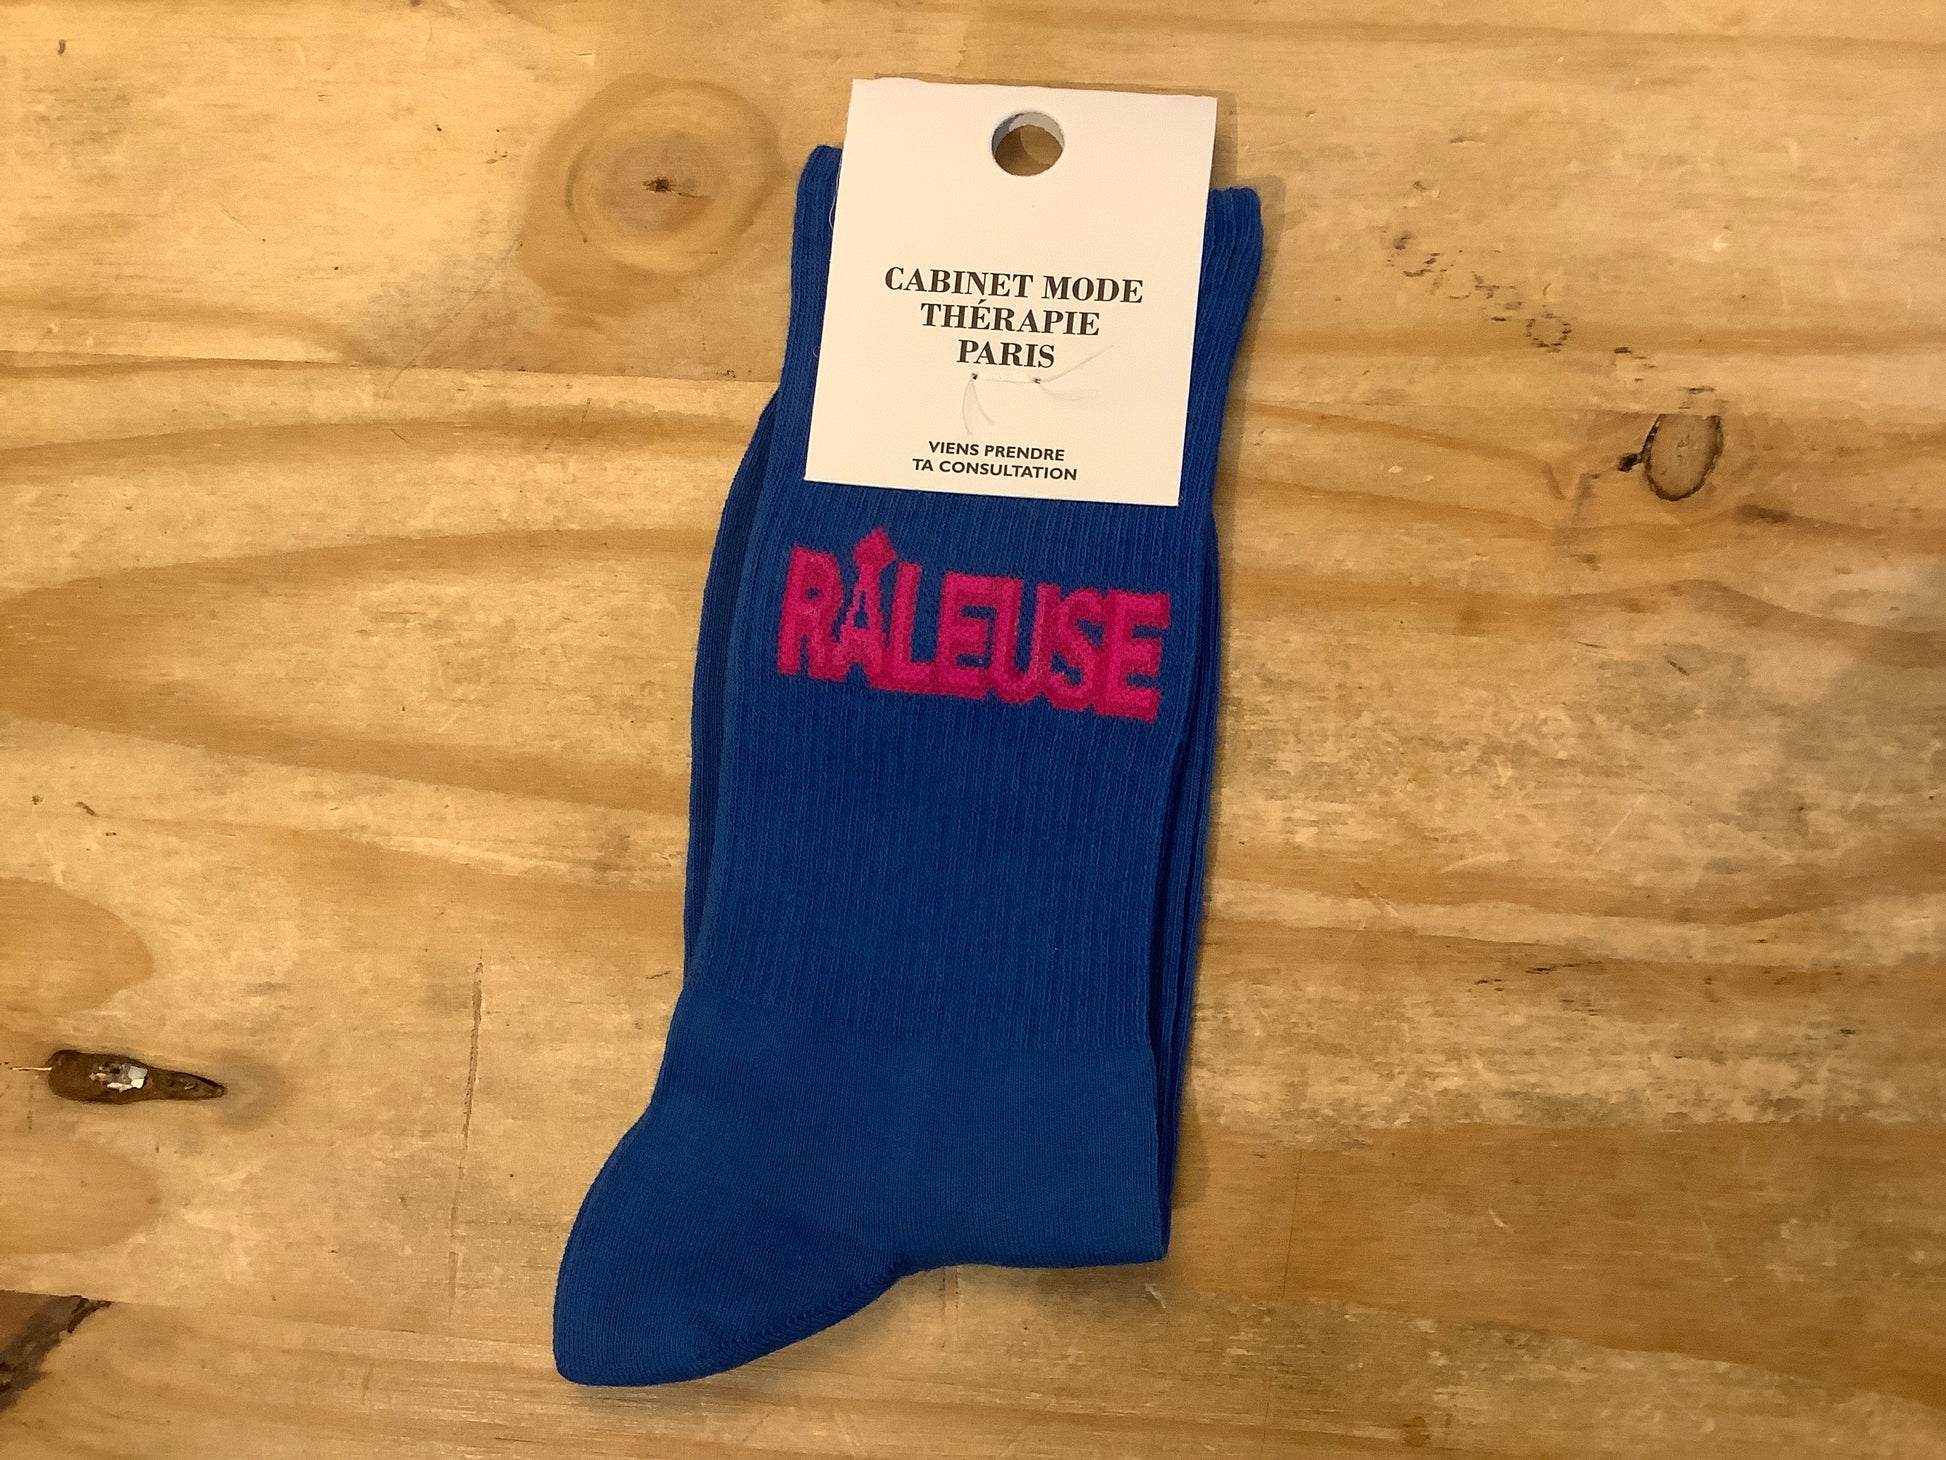 CABINET MODE
THÉRAPIE
PARIS
VIENS PRENDRE
TA CONSULTATION
RÂLEUSE